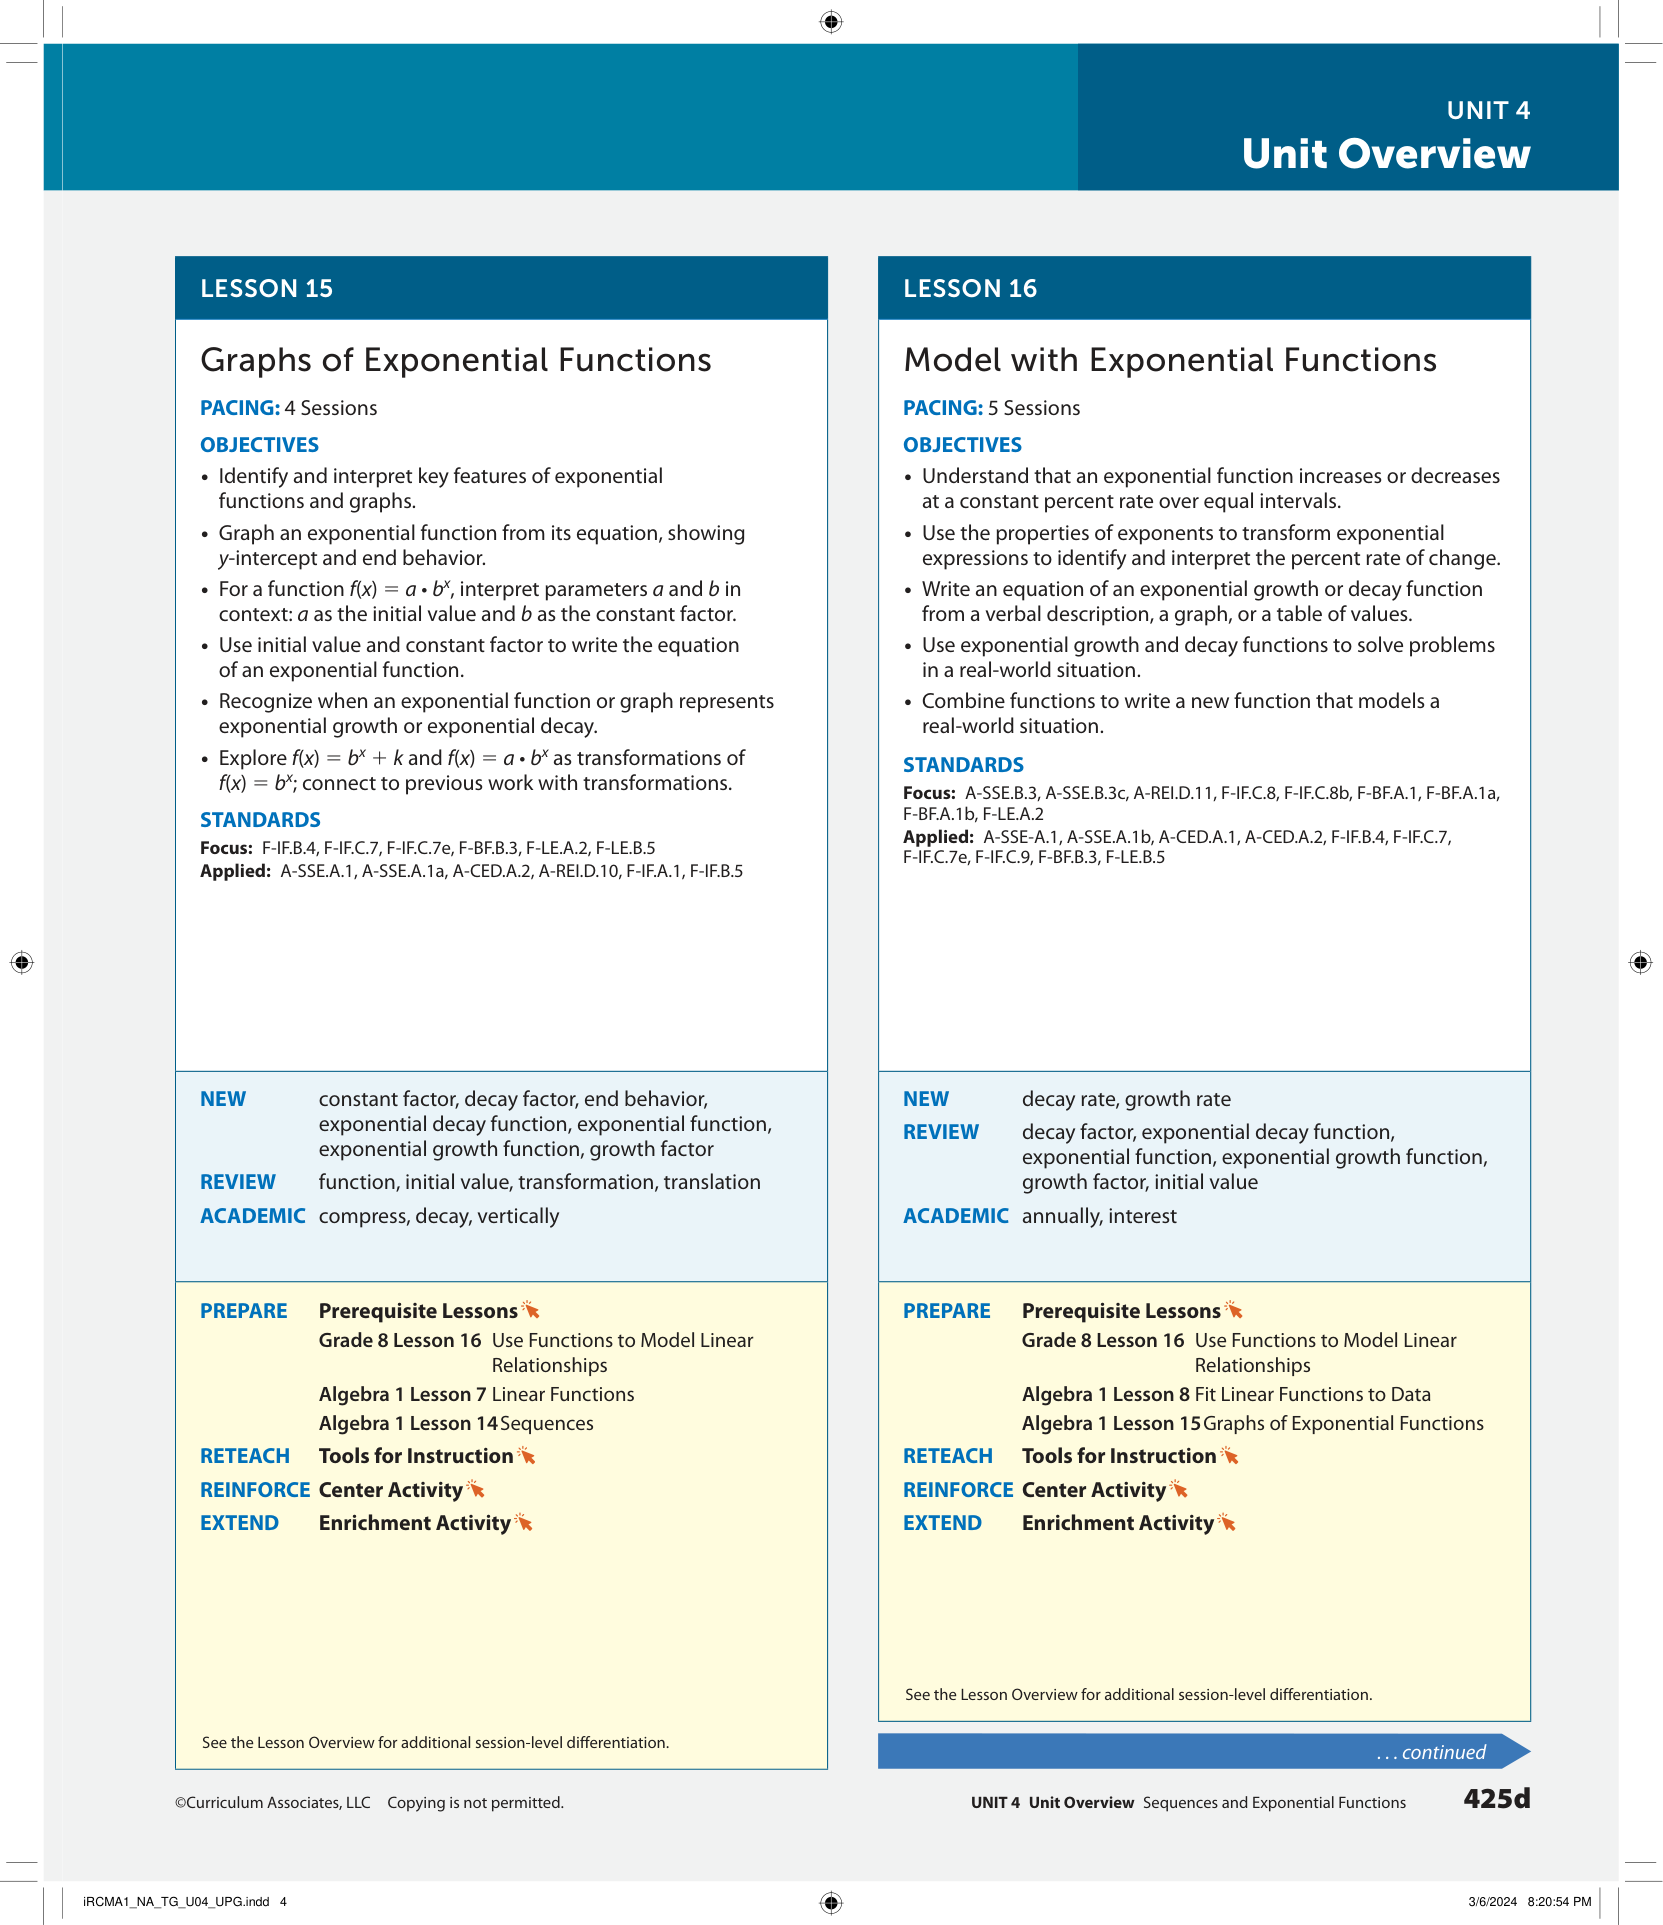 UNIT 4
Unit Overview
LESSON 15
Graphs of Exponential Functions
PACING: 4 Sessions
OBJECTIVES
• Identify and interpret key features of exponential
functions and graphs.
• Graph an exponential function from its equation, showing
y-intercept and end behavior.
• For a function f(x) = a • bˣ, interpret parameters a and b in
context: a as the initial value and b as the constant factor.
• Use initial value and constant factor to write the equation
of an exponential function.
• Recognize when an exponential function or graph represents
exponential growth or exponential decay.
• Explore f(x) = bˣ + k and f(x) = a • bˣ as transformations of
f(x) = bˣ; connect to previous work with transformations.
STANDARDS
Focus: F-IF.B.4, F-IF.C.7, F-IF.C.7e, F-BF.B.3, F-LE.A.2, F-LE.B.5
Applied: A-SSE.A.1, A-SSE.A.1a, A-CED.A.2, A-REI.D.10, F-IF.A.1, F-IF.B.5
NEW constant factor, decay factor, end behavior,
exponential decay function, exponential function,
exponential growth function, growth factor
REVIEW function, initial value, transformation, translation
ACADEMIC compress, decay, vertically
PREPARE Prerequisite Lessons
Grade 8 Lesson 16 Use Functions to Model Linear
Relationships
Algebra 1 Lesson 7 Linear Functions
Algebra 1 Lesson 14 Sequences
RETEACH Tools for Instruction
REINFORCE Center Activity
EXTEND Enrichment Activity
See the Lesson Overview for additional session-level differentiation.
LESSON 16
Model with Exponential Functions
PACING: 5 Sessions
OBJECTIVES
• Understand that an exponential function increases or decreases
at a constant percent rate over equal intervals.
• Use the properties of exponents to transform exponential
expressions to identify and interpret the percent rate of change.
• Write an equation of an exponential growth or decay function
from a verbal description, a graph, or a table of values.
• Use exponential growth and decay functions to solve problems
in a real-world situation.
• Combine functions to write a new function that models a
real-world situation.
STANDARDS
Focus: A-SSE.B.3, A-SSE.B.3c, A-REI.D.11, F-IF.C.8, F-IF.C.8b, F-BF.A.1, F-BF.A.1a,
F-BF.A.1b, F-LE.A.2
Applied: A-SSE-A.1, A-SSE.A.1b, A-CED.A.1, A-CED.A.2, F-IF.B.4, F-IF.C.7,
F-IF.C.7e, F-IF.C.9, F-BF.B.3, F-LE.B.5
NEW decay rate, growth rate
REVIEW decay factor, exponential decay function,
exponential function, exponential growth function,
growth factor, initial value
ACADEMIC annually, interest
PREPARE Prerequisite Lessons
Grade 8 Lesson 16 Use Functions to Model Linear
Relationships
Algebra 1 Lesson 8 Fit Linear Functions to Data
Algebra 1 Lesson 15 Graphs of Exponential Functions
RETEACH Tools for Instruction
REINFORCE Center Activity
EXTEND Enrichment Activity
See the Lesson Overview for additional session-level differentiation.
. . . continued
©Curriculum Associates, LLC Copying is not permitted.
UNIT 4 Unit Overview Sequences and Exponential Functions 425d
iRCMA1_NA_TG_U04_UPG.indd 4
3/6/2024 8:20:54 PM